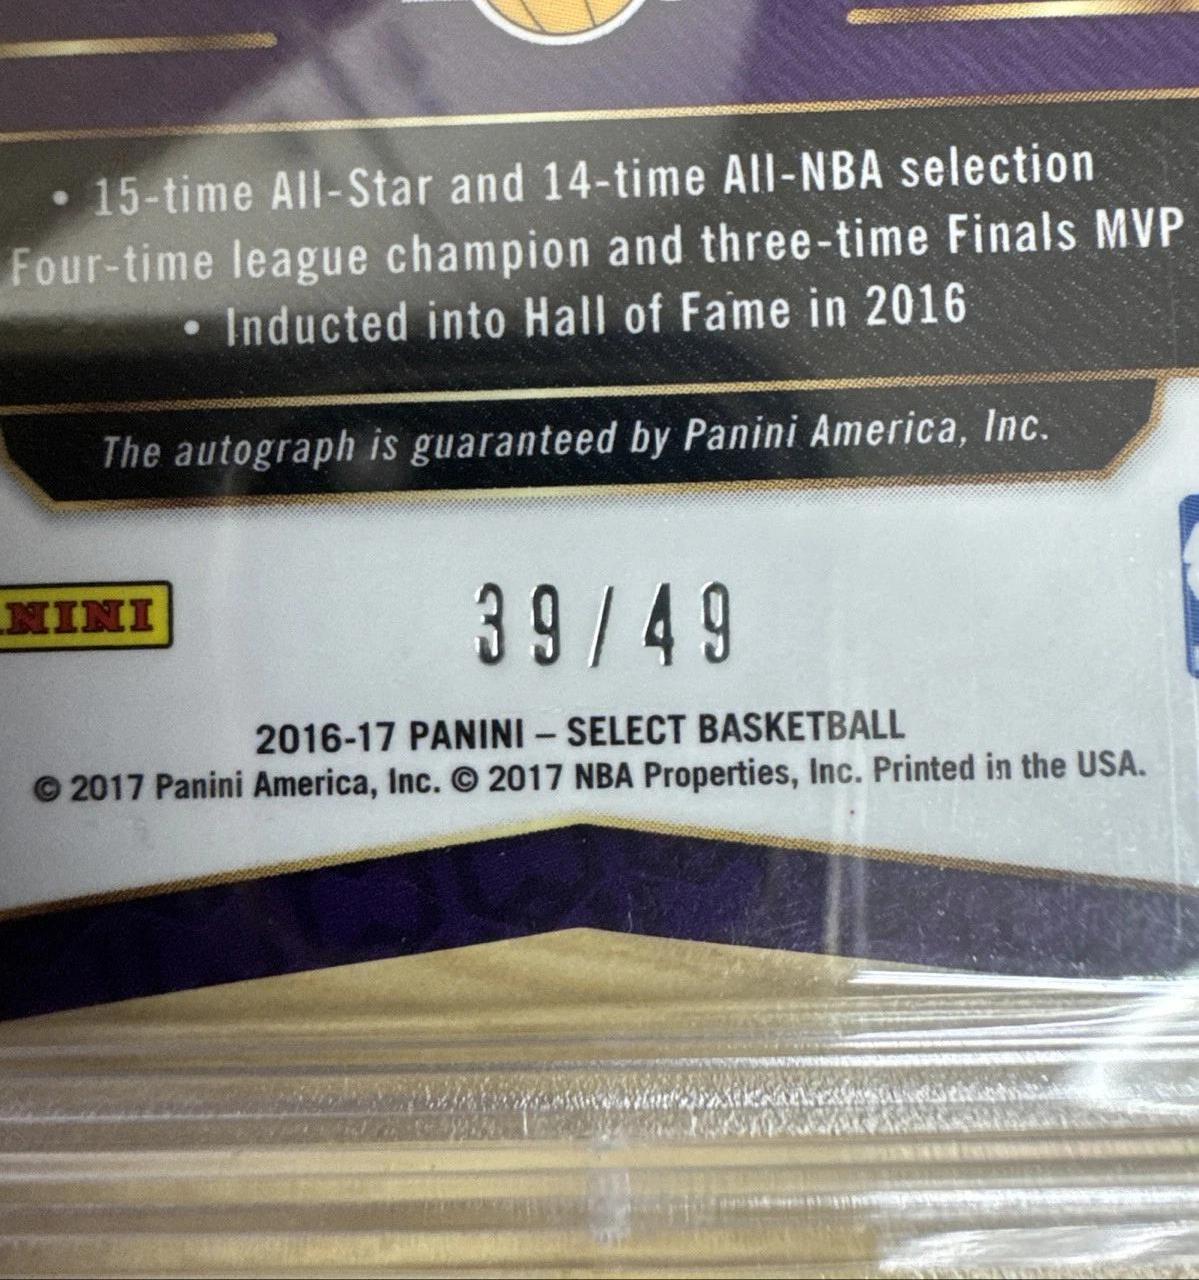 • 15-time All-Star and 14-time All-NBA selection
Four-time league champion and three-time Finals MVP
• Inducted into Hall of Fame in 2016
The autograph is guaranteed by Panini America, Inc.
NINI
39/49
2016-17 PANINI – SELECT BASKETBALL
© 2017 Panini America, Inc. © 2017 NBA Properties, Inc. Printed in the USA.